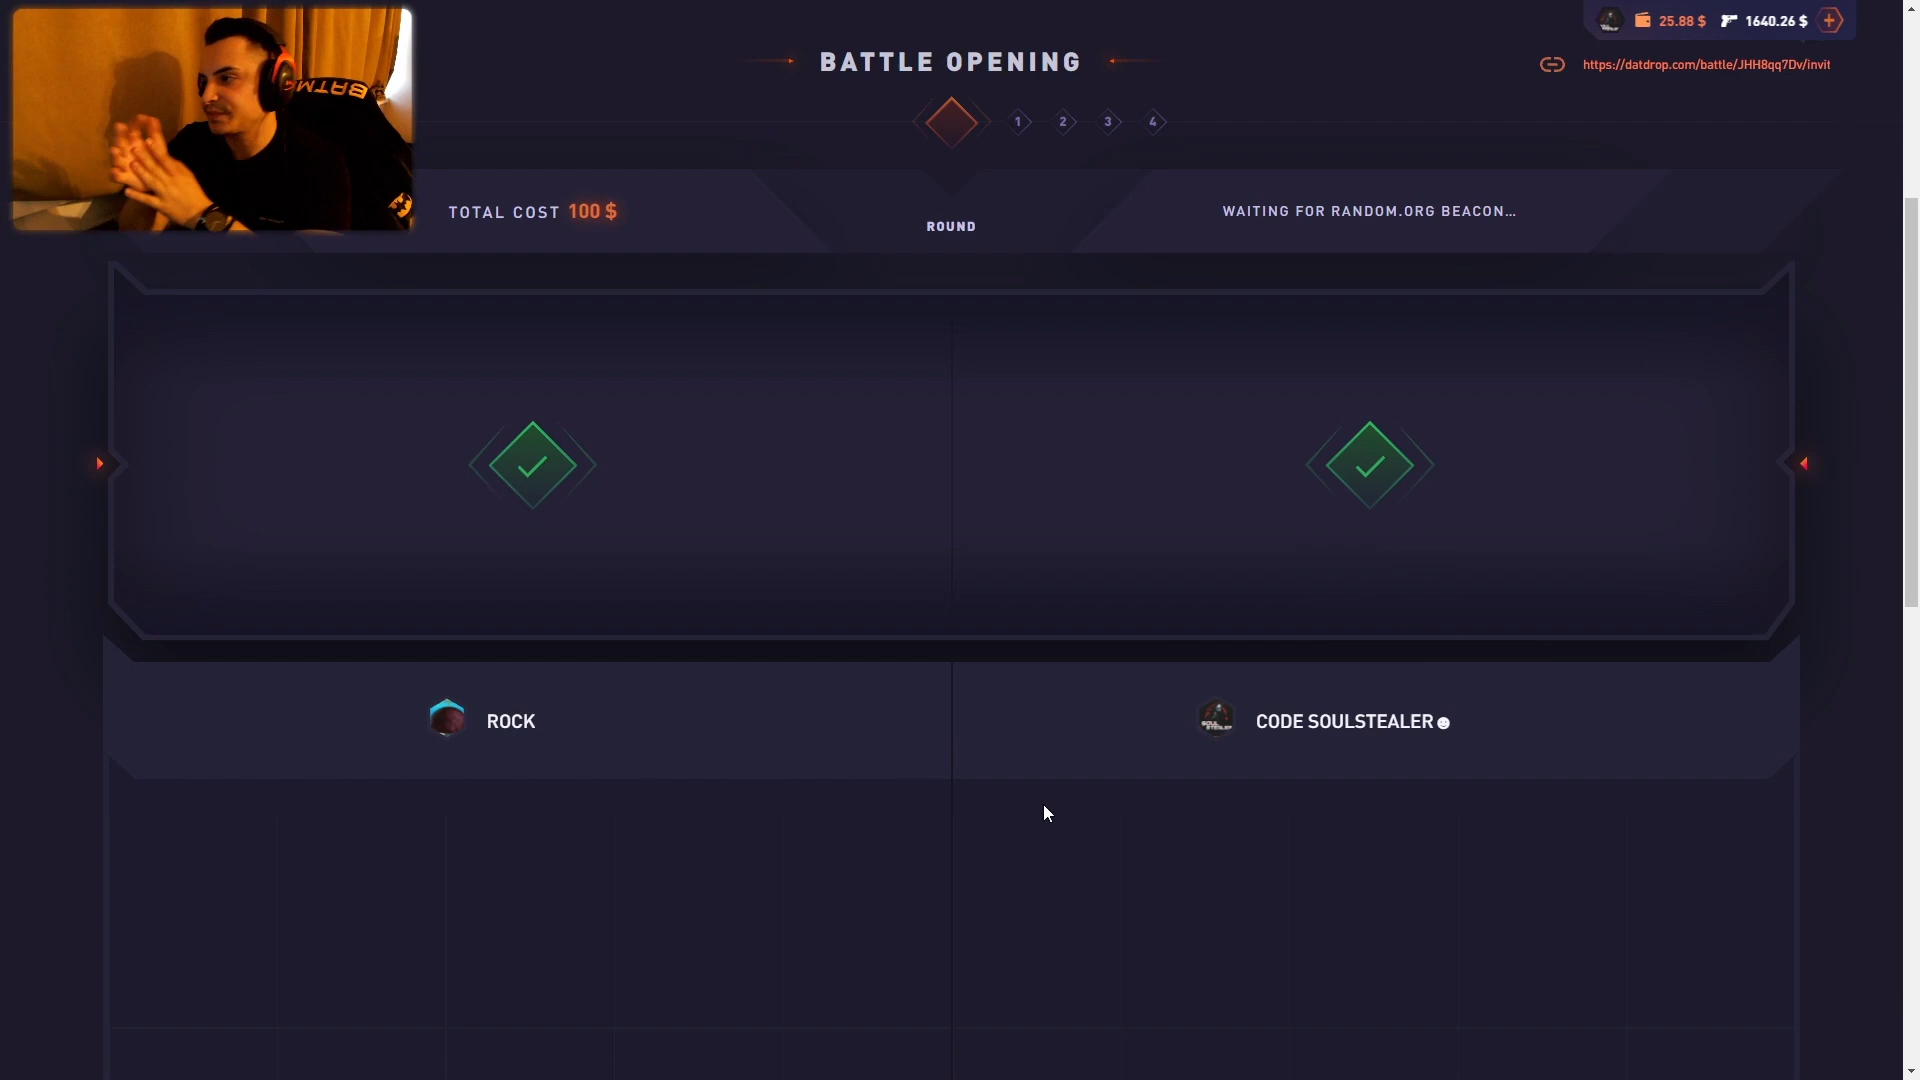 25.88 $ 1640.26 $
BATTLE OPENING
https://datdrop.com/battle/JHH8qq7Dv/invit
1 2 3 4
TOTAL COST 100 $
WAITING FOR RANDOM.ORG BEACON...
ROUND
ROCK
CODE SOULSTEALER☻